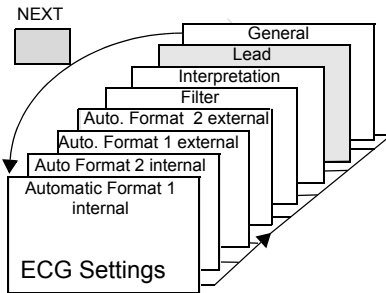 NEXT
General
Lead
Interpretation
Filter
Auto. Format 2 external
Auto. Format 1 external
Auto Format 2 internal
Automatic Format 1
internal
ECG Settings